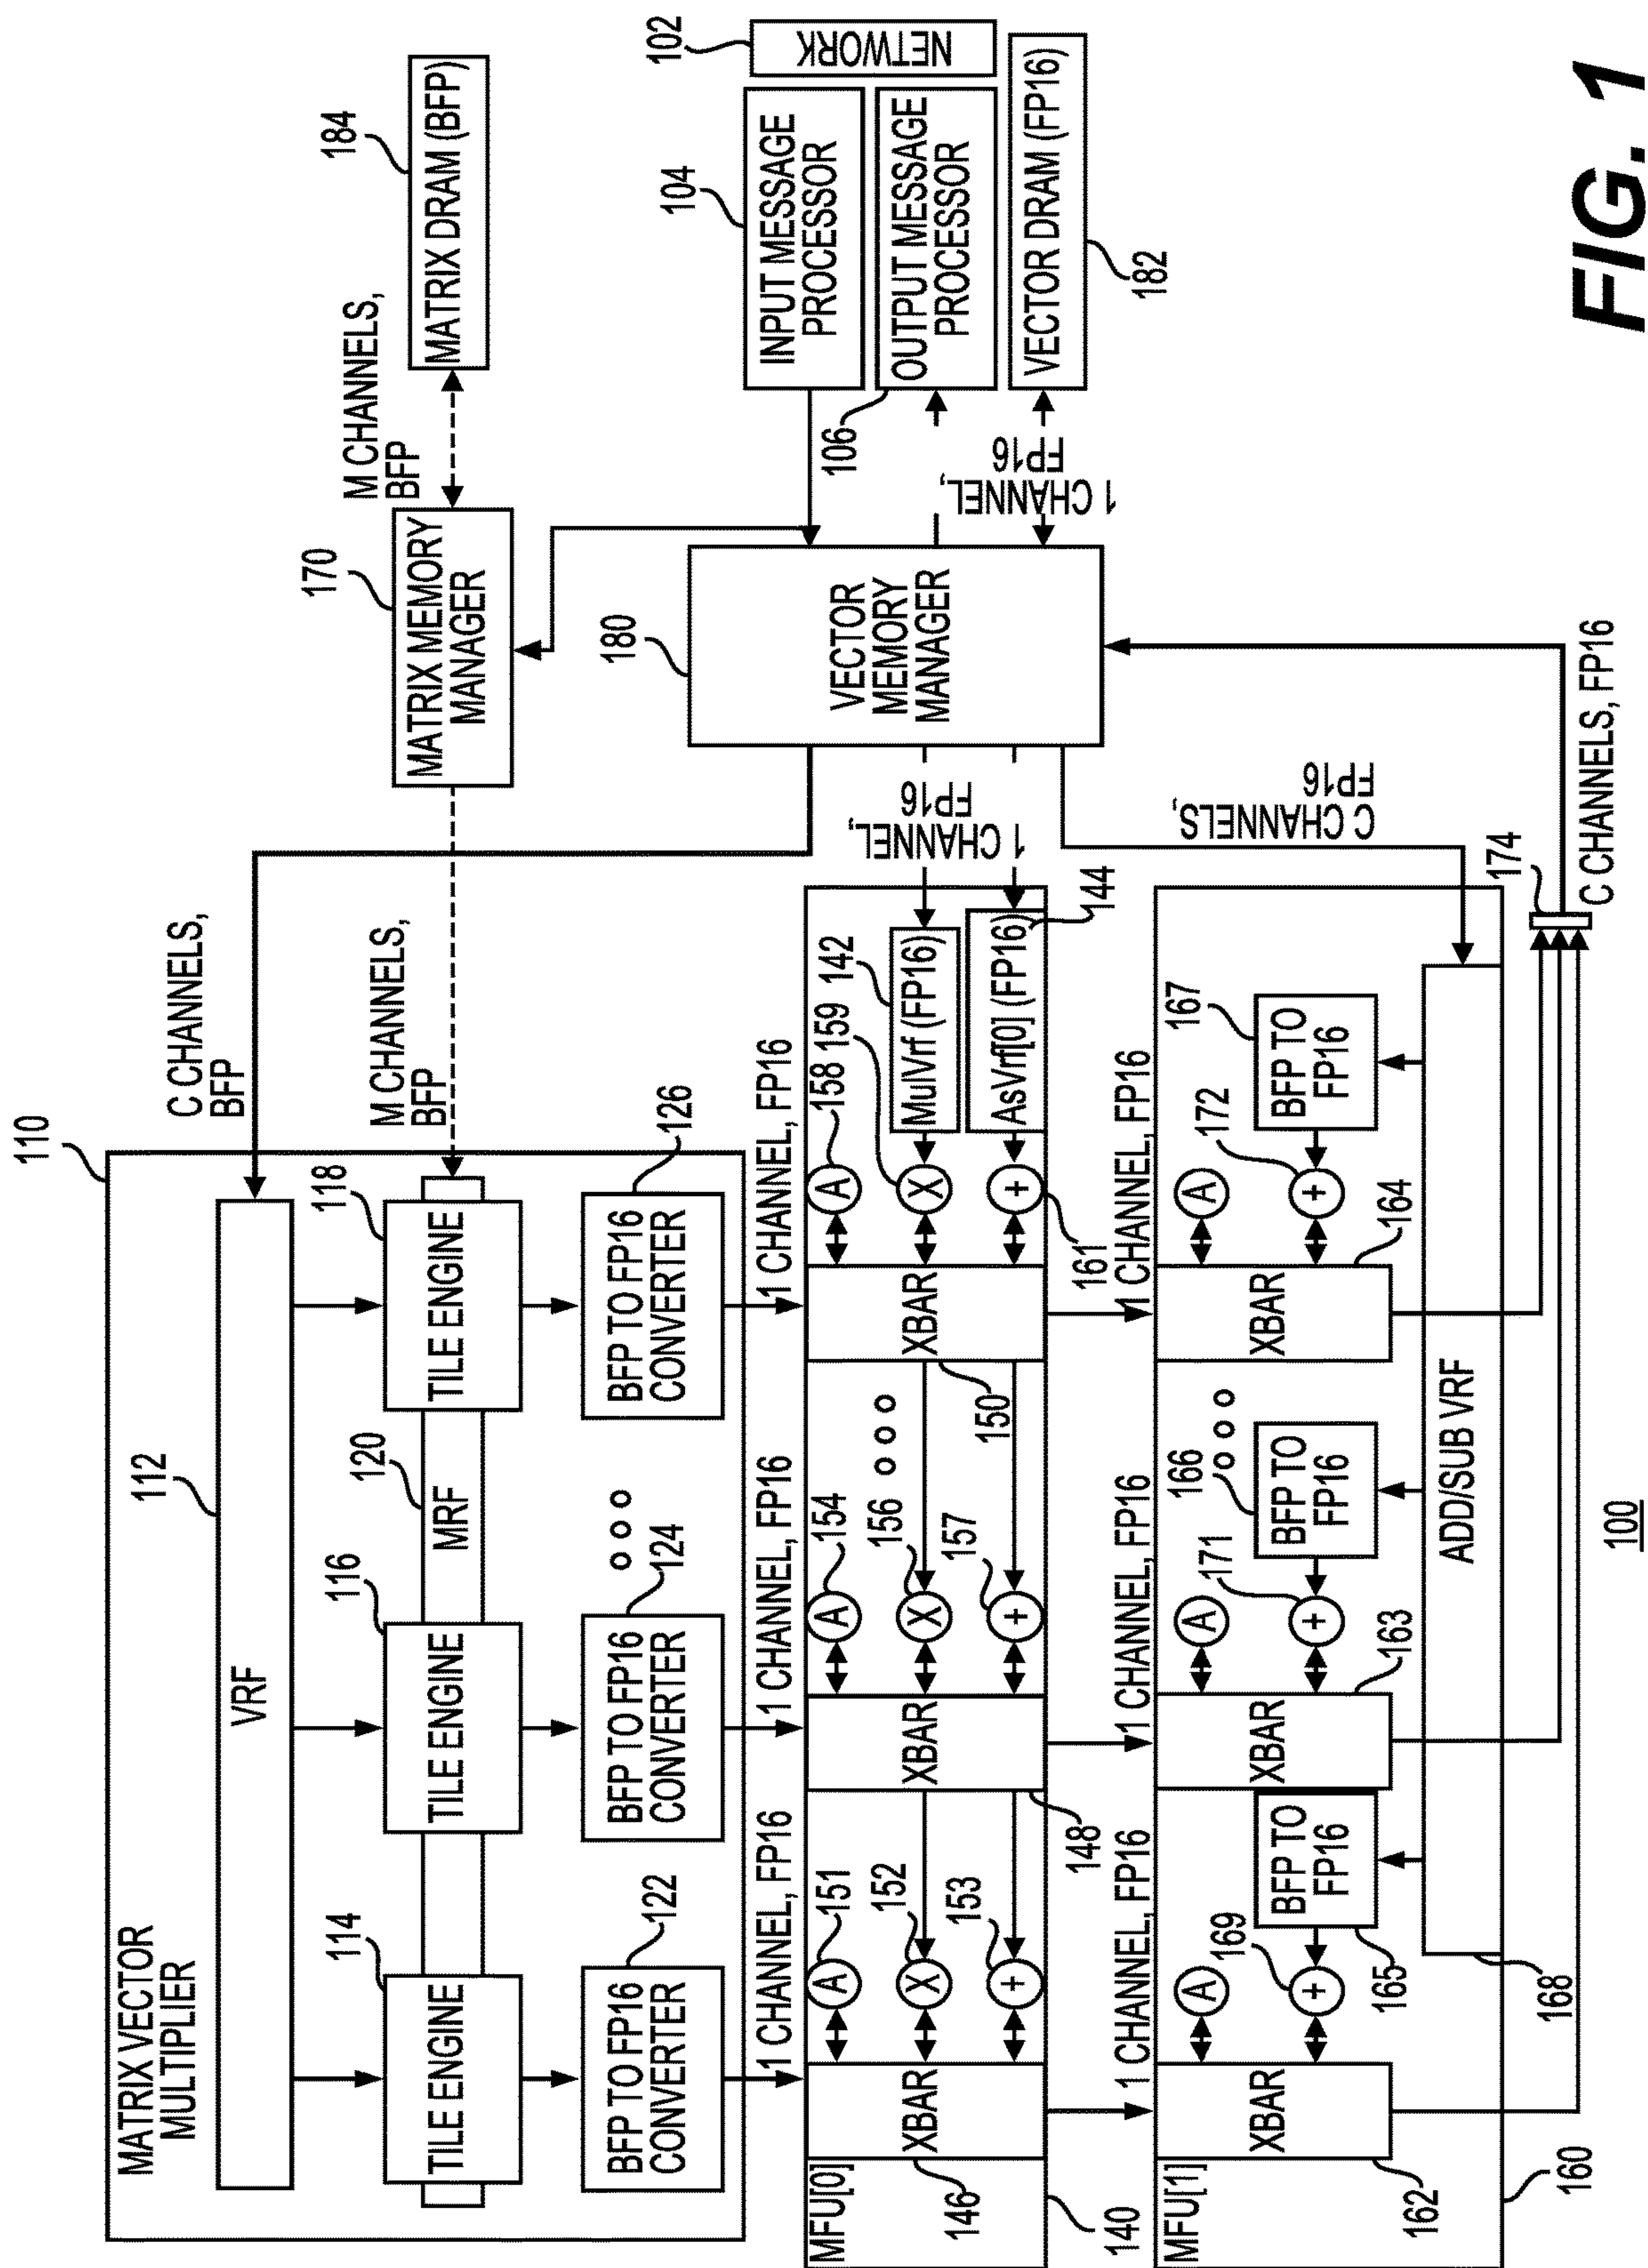 110
MATRIX VECTOR
MULTIPLIER
112
VRF
C CHANNELS,
BFP
114
TILE ENGINE
116
TILE ENGINE
118
TILE ENGINE
120
MRF
M CHANNELS,
BFP
170
MATRIX MEMORY
MANAGER
M CHANNELS,
BFP
184
MATRIX DRAM (BFP)
122
BFP TO FP16
CONVERTER
124
BFP TO FP16
CONVERTER
126
BFP TO FP16
CONVERTER
1 CHANNEL, FP16
1 CHANNEL, FP16
1 CHANNEL, FP16
MFU[0]
140
XBAR
146
A
151
X
152
+
153
XBAR
148
A
154
X
156
+
157
XBAR
150
A
158
X
159
+
161
142
MulVrf (FP16)
AsVrf[0] (FP16)
144
1 CHANNEL,
FP16
180
VECTOR
MEMORY
MANAGER
104
INPUT MESSAGE
PROCESSOR
102
NETWORK
106
OUTPUT MESSAGE
PROCESSOR
1 CHANNEL,
FP16
VECTOR DRAM (FP16)
182
1 CHANNEL, FP16
1 CHANNEL, FP16
1 CHANNEL, FP16
MFU[1]
160
XBAR
162
A
+
169
BFP TO
FP16
165
XBAR
163
A
+
171
BFP TO
FP16
166
XBAR
164
A
+
172
BFP TO
FP16
167
ADD/SUB VRF
168
C CHANNELS,
FP16
174
C CHANNELS, FP16
100
FIG. 1